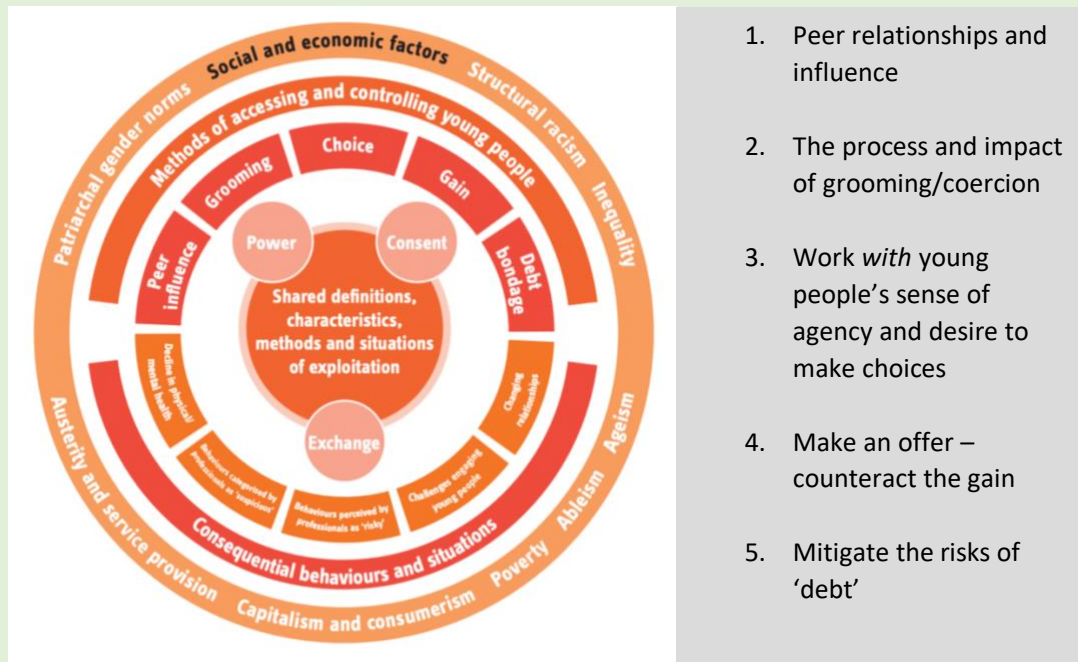 Social and economic factors
Structural racism
Inequality
Ageism
Ableism
Poverty
Capitalism and consumerism
Austerity and service provision
Patriarchal gender norms
Methods of accessing and controlling young people
Peer
influence
Grooming
Choice
Gain
Debt
bondage
Power
Consent
Shared definitions,
characteristics,
methods and situations
of exploitation
Exchange
Changing
relationships
Challenges engaging
young people
Behaviours perceived by
professionals as 'risky'
Behaviours categorised by
professionals as 'suspicious'
Decline in physical/
mental health
Consequential behaviours and situations
1. Peer relationships and
influence
2. The process and impact
of grooming/coercion
3. Work with young
people’s sense of
agency and desire to
make choices
4. Make an offer –
counteract the gain
5. Mitigate the risks of
‘debt’